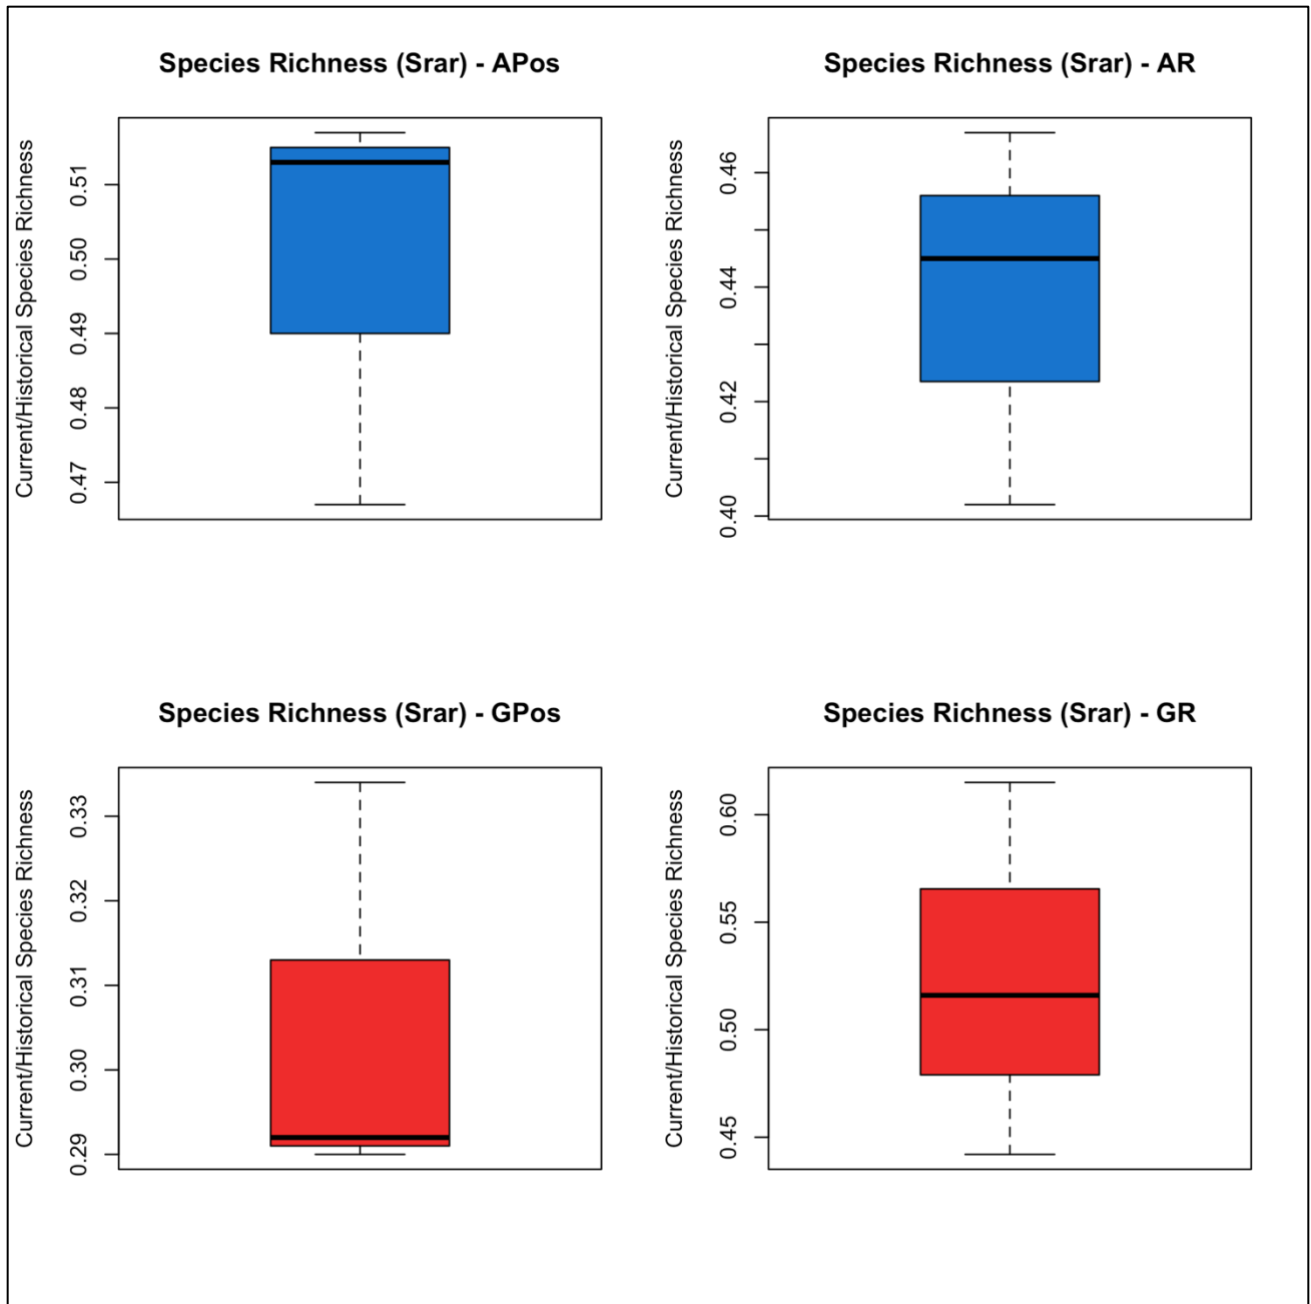 Species Richness (Srar) - APos
Current/Historical Species Richness
0.51
0.50
0.49
0.48
0.47
Species Richness (Srar) - AR
Current/Historical Species Richness
0.46
0.44
0.42
0.40
Species Richness (Srar) - GPos
Current/Historical Species Richness
0.33
0.32
0.31
0.30
0.29
Species Richness (Srar) - GR
Current/Historical Species Richness
0.60
0.55
0.50
0.45